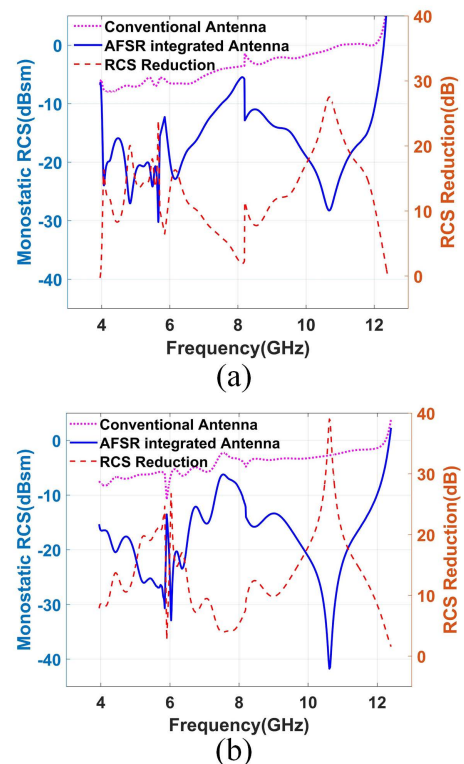 Conventional Antenna
AFSR integrated Antenna
RCS Reduction
Monostatic RCS(dBsm)
0
-10
-20
-30
-40
RCS Reduction(dB)
40
30
20
10
0
4 6 8 10 12
Frequency(GHz)
(a)
Conventional Antenna
AFSR integrated Antenna
RCS Reduction
Monostatic RCS(dBsm)
0
-10
-20
-30
-40
RCS Reduction(dB)
40
30
20
10
0
4 6 8 10 12
Frequency(GHz)
(b)